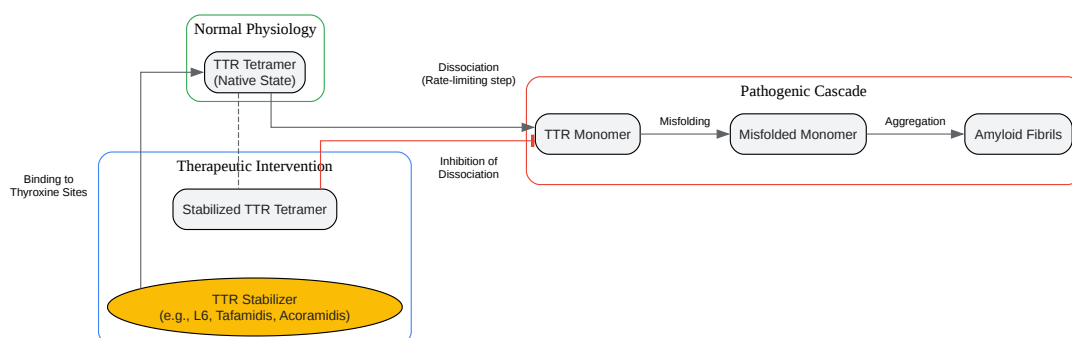 Normal Physiology
TTR Tetramer
(Native State)
Dissociation
(Rate-limiting step)
Pathogenic Cascade
TTR Monomer
Misfolding
Misfolded Monomer
Aggregation
Amyloid Fibrils
Inhibition of
Dissociation
Therapeutic Intervention
Binding to
Thyroxine Sites
Stabilized TTR Tetramer
TTR Stabilizer
(e.g., L6, Tafamidis, Acoramidis)